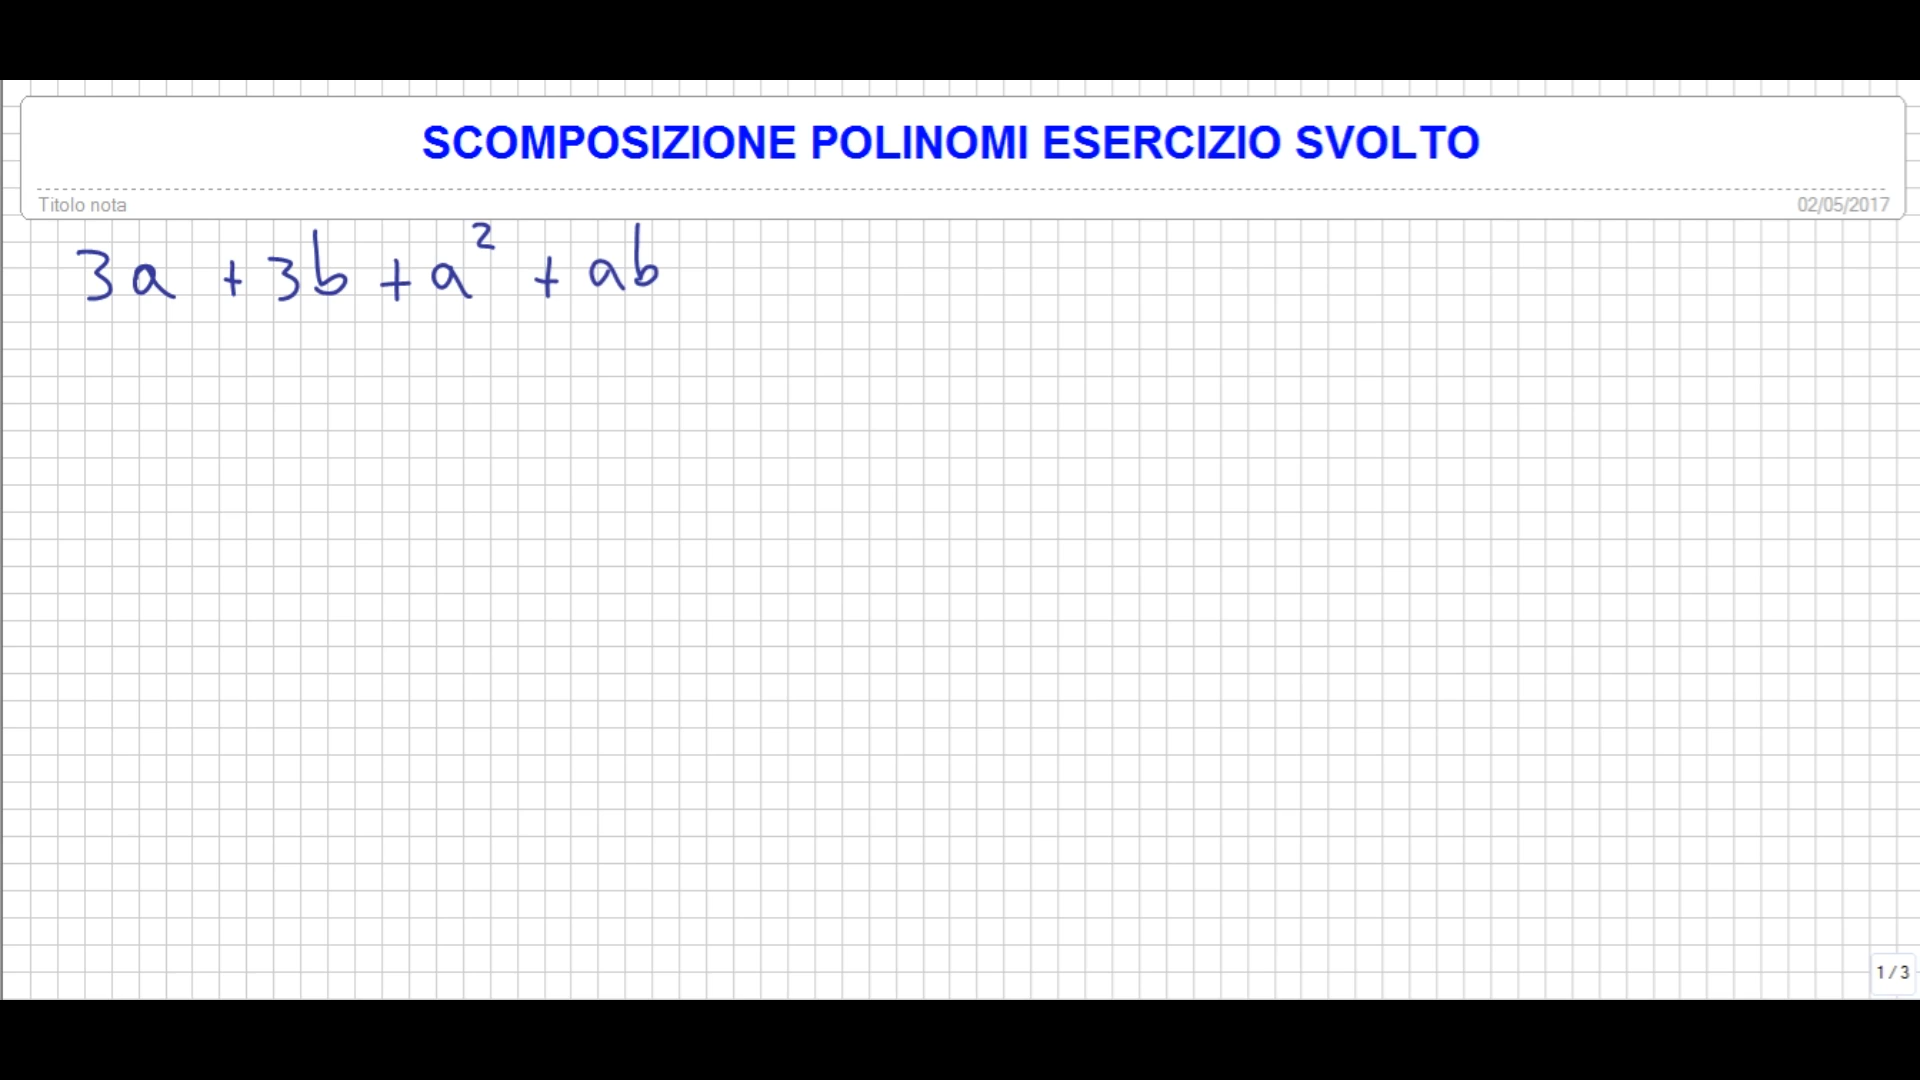 SCOMPOSIZIONE POLINOMI ESERCIZIO SVOLTO
Titolo nota 02/05/2017
3a + 3b + a² + ab
1 / 3